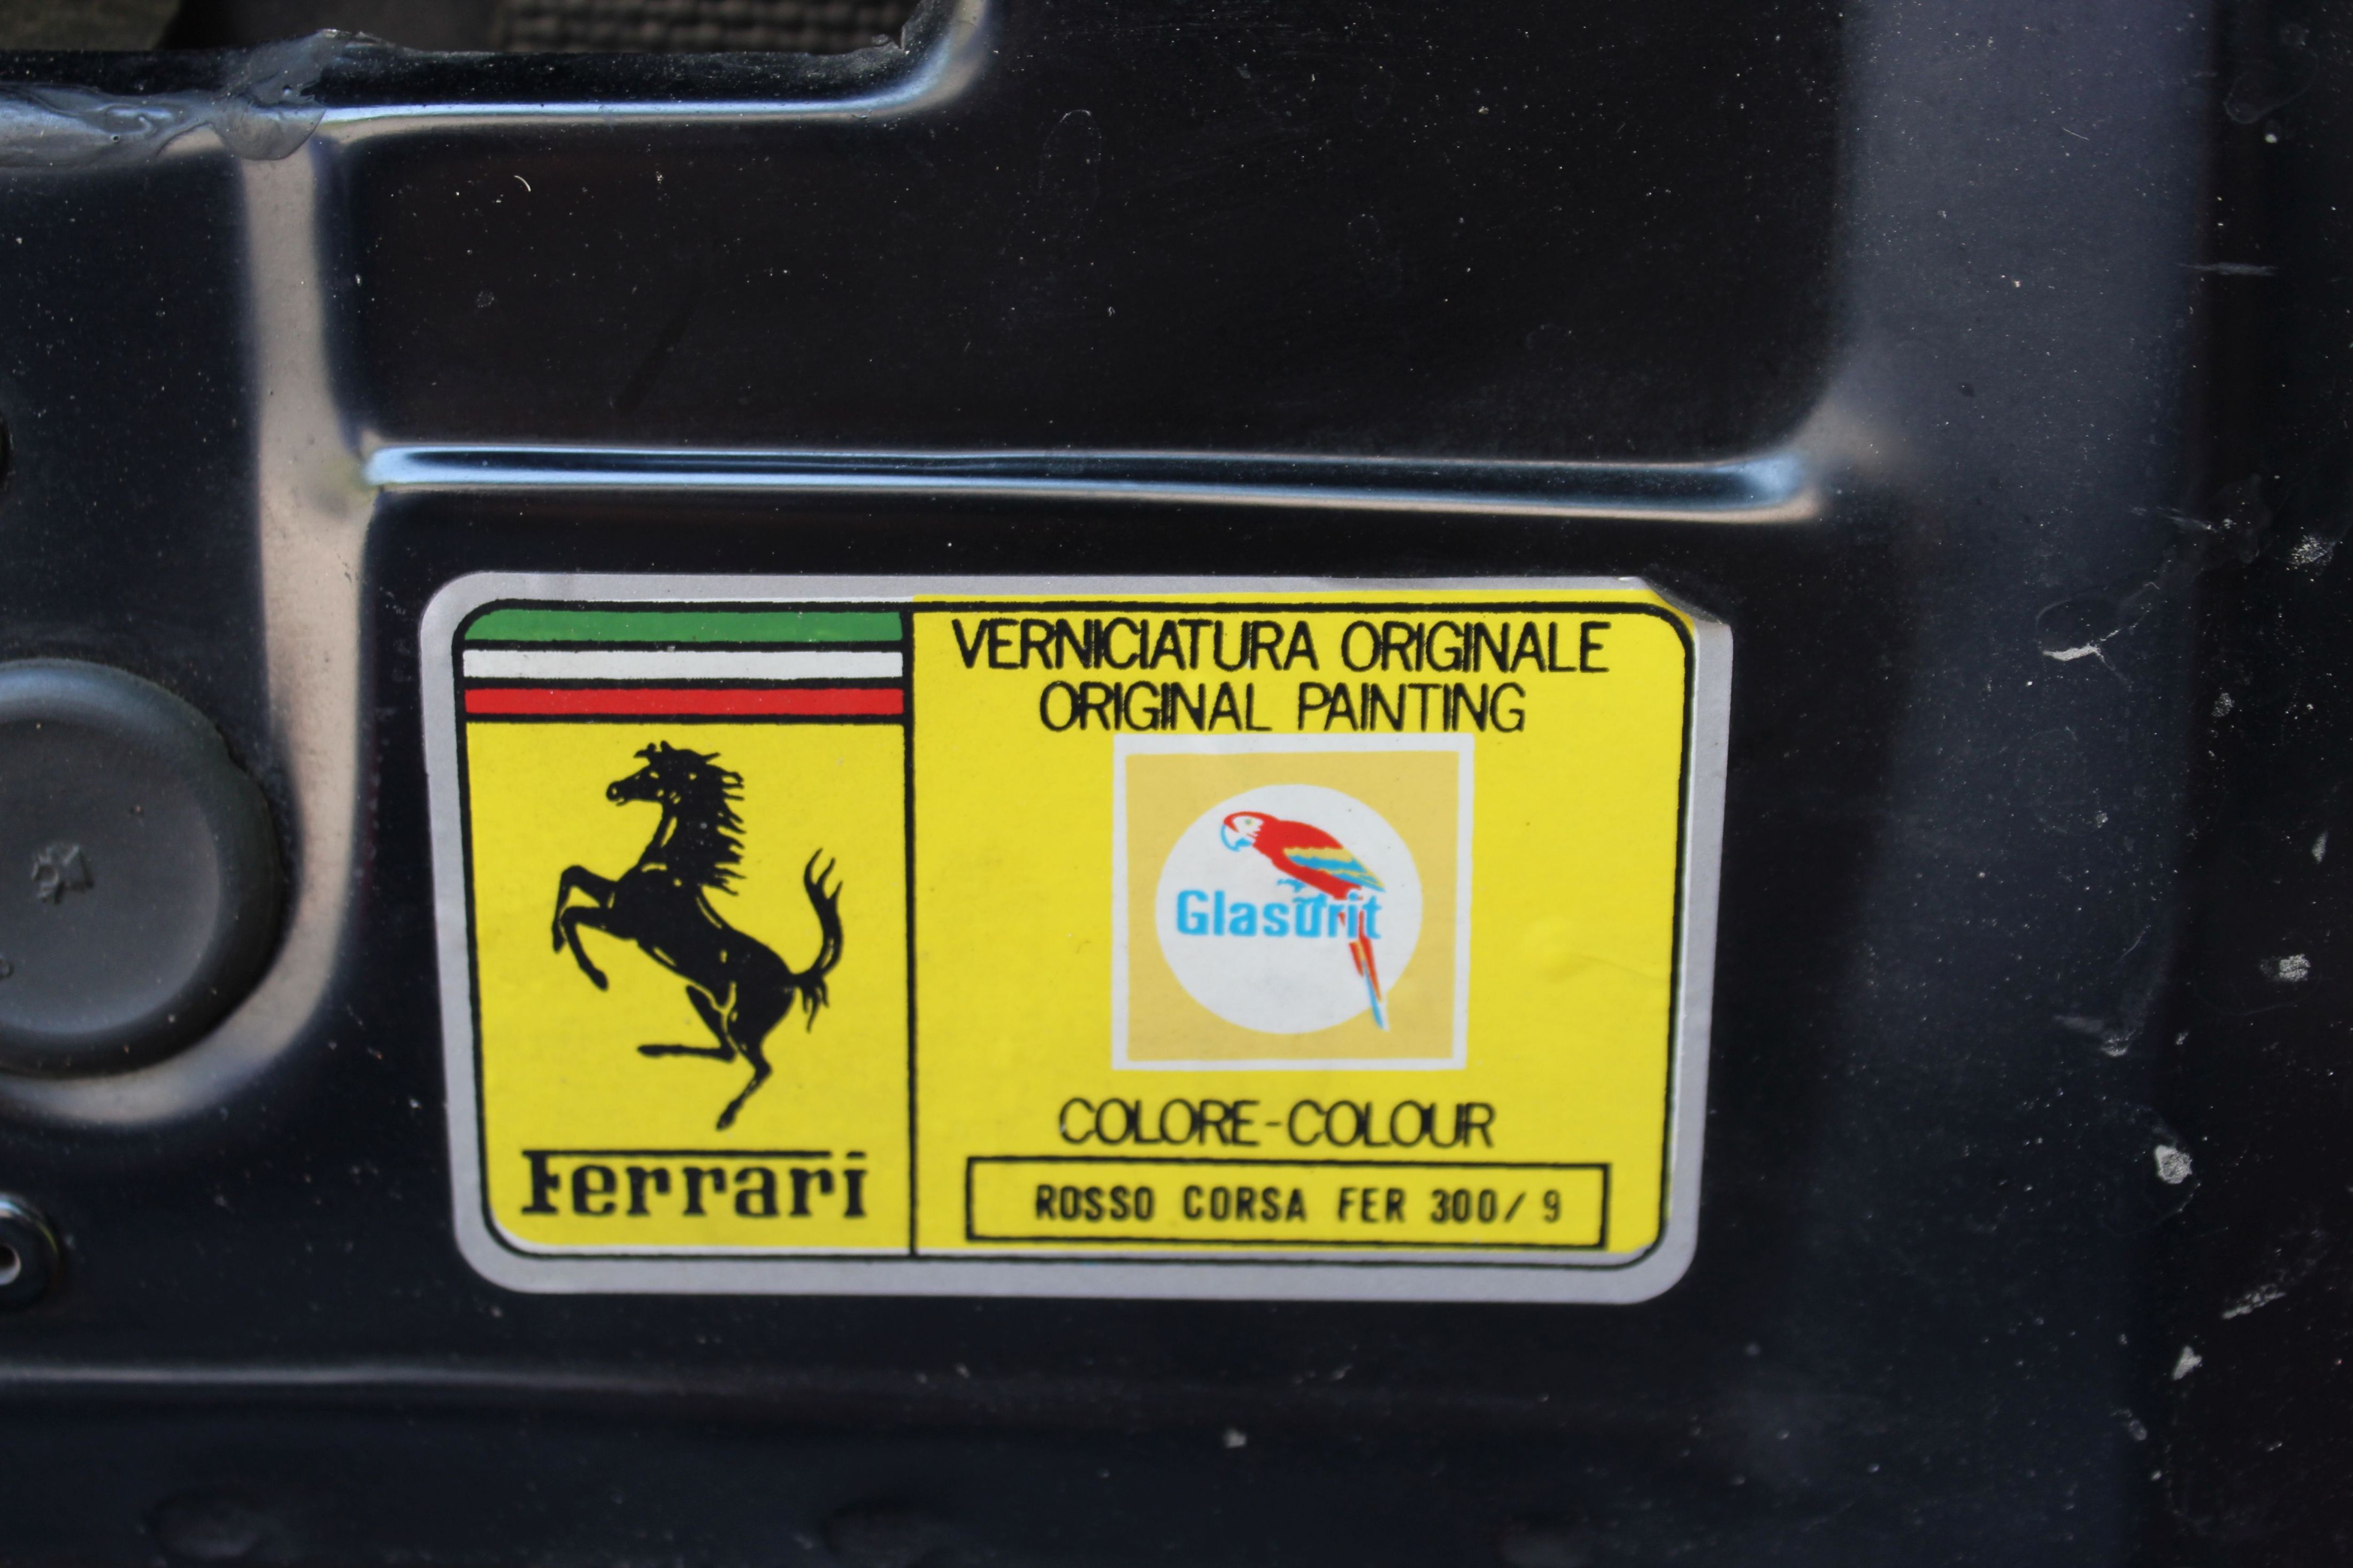 VERNICIATURA ORIGINALE
ORIGINAL PAINTING
Glasurit
COLORE-COLOUR
ROSSO CORSA FER 300/ 9
Ferrari